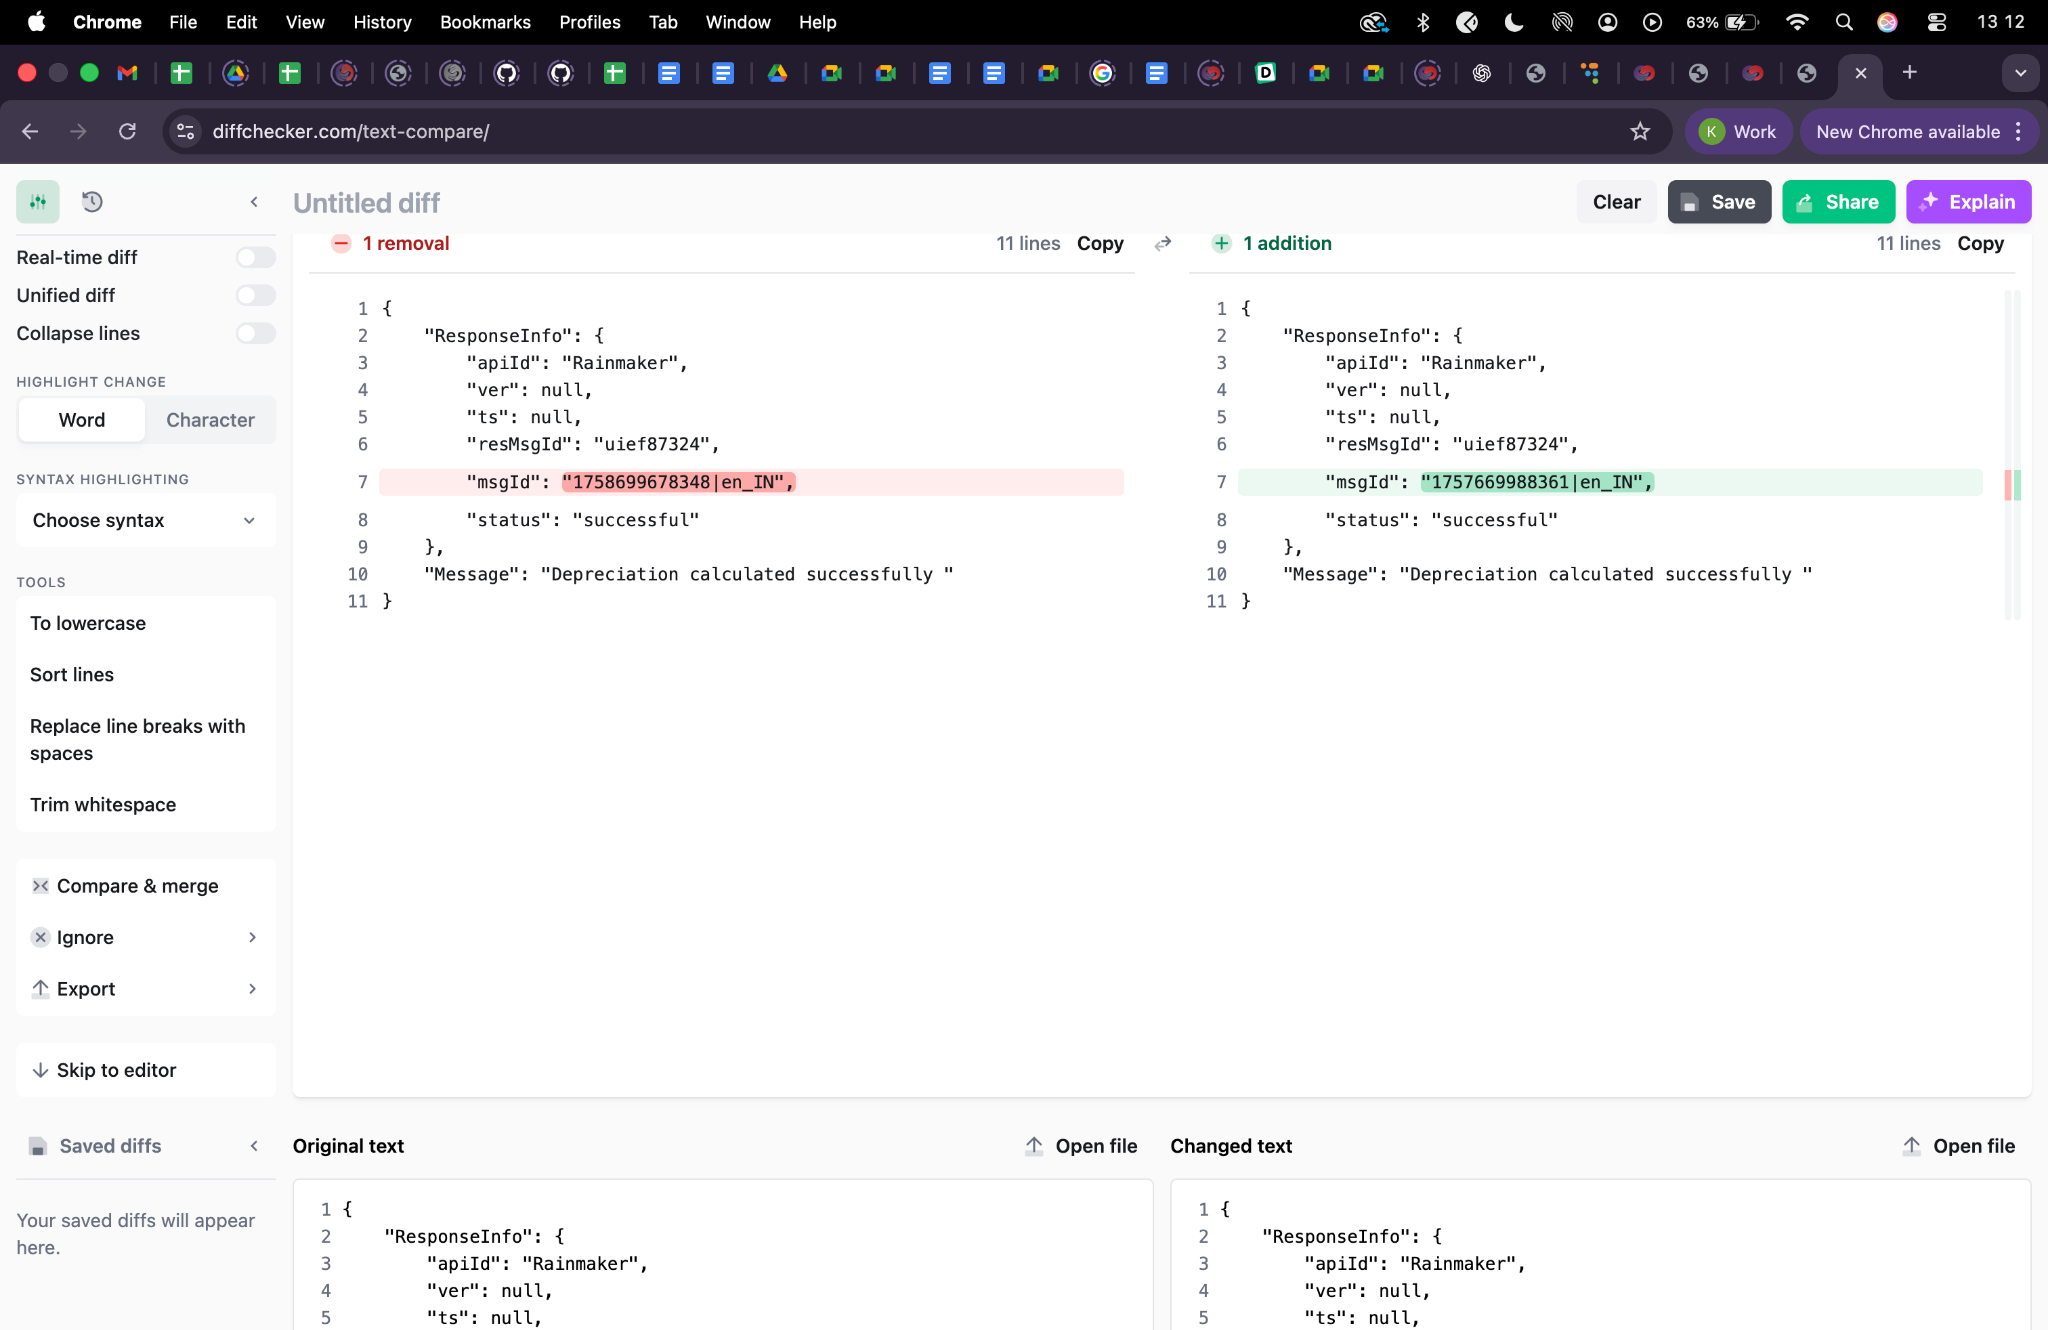 Chrome File Edit View History Bookmarks Profiles Tab Window Help 63% 13 12
diffchecker.com/text-compare/ K Work New Chrome available
Untitled diff Clear Save Share Explain
1 removal 11 lines Copy 1 addition 11 lines Copy
Real-time diff
Unified diff
Collapse lines
HIGHLIGHT CHANGE
Word Character
SYNTAX HIGHLIGHTING
Choose syntax
TOOLS
To lowercase
Sort lines
Replace line breaks with
spaces
Trim whitespace
Compare & merge
Ignore
Export
Skip to editor
Saved diffs
Your saved diffs will appear
here.
1 {
2 "ResponseInfo": {
3 "apiId": "Rainmaker",
4 "ver": null,
5 "ts": null,
6 "resMsgId": "uief87324",
7 "msgId": "1758699678348|en_IN",
8 "status": "successful"
9 },
10 "Message": "Depreciation calculated successfully "
11 }
1 {
2 "ResponseInfo": {
3 "apiId": "Rainmaker",
4 "ver": null,
5 "ts": null,
6 "resMsgId": "uief87324",
7 "msgId": "1757669988361|en_IN",
8 "status": "successful"
9 },
10 "Message": "Depreciation calculated successfully "
11 }
Original text Open file
1 {
2 "ResponseInfo": {
3 "apiId": "Rainmaker",
4 "ver": null,
5 "ts": null,
Changed text Open file
1 {
2 "ResponseInfo": {
3 "apiId": "Rainmaker",
4 "ver": null,
5 "ts": null,